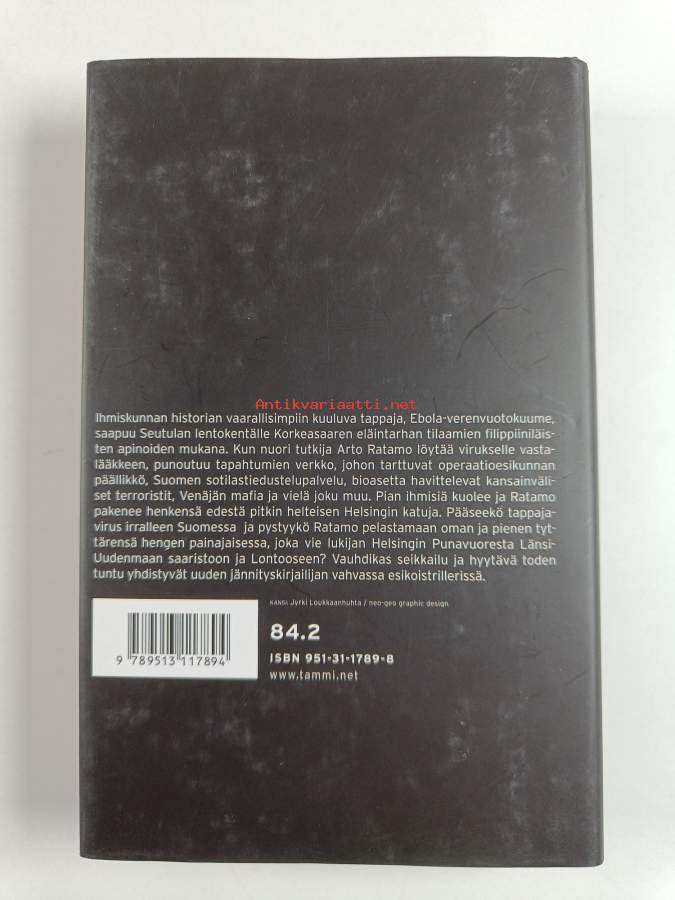 Antikvariaatti.net
Ihmiskunnan historian vaarallisimpiin kuuluva tappaja, Ebola-verenvuotokuume,
saapuu Seutulan lentokentälle Korkeasaaren eläintarhan tilaamien filippiiniläis-
ten apinoiden mukana. Kun nuori tutkija Arto Ratamo löytää virukselle vasta-
lääkkeen, punoutuu tapahtumien verkko, johon tarttuvat operaatioesikunnan
päällikkö, Suomen sotilastiedustelupalvelu, bioasetta havittelevat kansainväli-
set terroristit, Venäjän mafia ja vielä joku muu. Pian ihmisiä kuolee ja Ratamo
pakenee henkensä edestä pitkin helteisen Helsingin katuja. Pääseekö tappaja-
virus irralleen Suomessa ja pystyykö Ratamo pelastamaan oman ja pienen tyt-
tärensä hengen painajaisessa, joka vie lukijan Helsingin Punavuoresta Länsi-
Uudenmaan saaristoon ja Lontooseen? Vauhdikas seikkailu ja hyytävä toden
tuntu yhdistyvät uuden jännityskirjailijan vahvassa esikoistrillerissä.
KANSI Jyrki Loukkaanhuhta / neo-geo graphic design
84.2
ISBN 951-31-1789-8
www.tammi.net
9 789513 117894